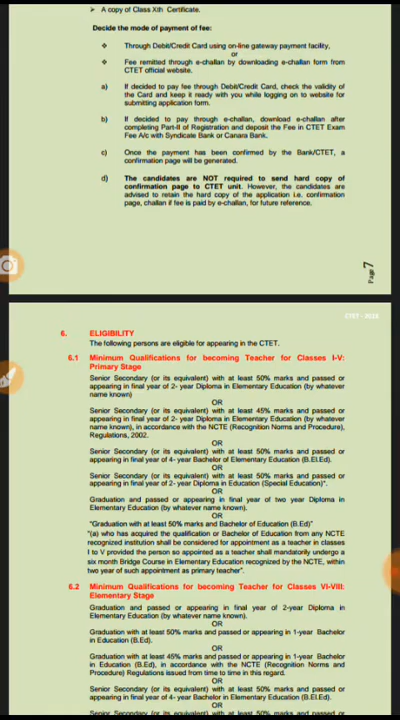 ➢ A copy of Class Xth Certificate.
Decide the mode of payment of fee:
❖ Through Debit/Credit Card using on-line gateway payment facility,
or
❖ Fee remitted through e-challan by downloading e-challan form from
CTET official website.
a) If decided to pay fee through Debit/Credit Card, check the validity of
the Card and keep it ready with you while logging on to website for
submitting application form.
b) If decided to pay through e-challan, download e-challan after
completing Part-II of Registration and deposit the Fee in CTET Exam
Fee A/c with Syndicate Bank or Canara Bank.
c) Once the payment has been confirmed by the Bank/CTET, a
confirmation page will be generated.
d) The candidates are NOT required to send hard copy of
confirmation page to CTET unit. However, the candidates are
advised to retain the hard copy of the application i.e. confirmation
page, challan if fee is paid by e-challan, for future reference.
Page 7
6. ELIGIBILITY
The following persons are eligible for appearing in the CTET.
6.1 Minimum Qualifications for becoming Teacher for Classes I-V:
Primary Stage
Senior Secondary (or its equivalent) with at least 50% marks and passed or
appearing in final year of 2- year Diploma in Elementary Education (by whatever
name known)
OR
Senior Secondary (or its equivalent) with at least 45% marks and passed or
appearing in final year of 2- year Diploma in Elementary Education (by whatever
name known), in accordance with the NCTE (Recognition Norms and Procedure),
Regulations, 2002.
OR
Senior Secondary (or its equivalent) with at least 50% marks and passed or
appearing in final year of 4- year Bachelor of Elementary Education (B.El.Ed).
OR
Senior Secondary (or its equivalent) with at least 50% marks and passed or
appearing in final year of 2- year Diploma in Education (Special Education)*.
OR
Graduation and passed or appearing in final year of two year Diploma in
Elementary Education (by whatever name known).
OR
"Graduation with at least 50% marks and Bachelor of Education (B.Ed)"
"(a) who has acquired the qualification or Bachelor of Education from any NCTE
recognized institution shall be considered for appointment as a teacher in classes
I to V provided the person so appointed as a teacher shall mandatorily undergo a
six month Bridge Course in Elementary Education recognized by the NCTE, within
two year of such appointment as primary teacher".
6.2 Minimum Qualifications for becoming Teacher for Classes VI-VIII:
Elementary Stage
Graduation and passed or appearing in final year of 2-year Diploma in
Elementary Education (by whatever name known).
OR
Graduation with at least 50% marks and passed or appearing in 1-year Bachelor
in Education (B.Ed).
OR
Graduation with at least 45% marks and passed or appearing in 1-year Bachelor
in Education (B.Ed), in accordance with the NCTE (Recognition Norms and
Procedure) Regulations issued from time to time in this regard.
OR
Senior Secondary (or its equivalent) with at least 50% marks and passed or
appearing in final year of 4- year Bachelor of Elementary Education (B.El.Ed).
OR
Senior Secondary (or its equivalent) with at least 50% marks and passed or